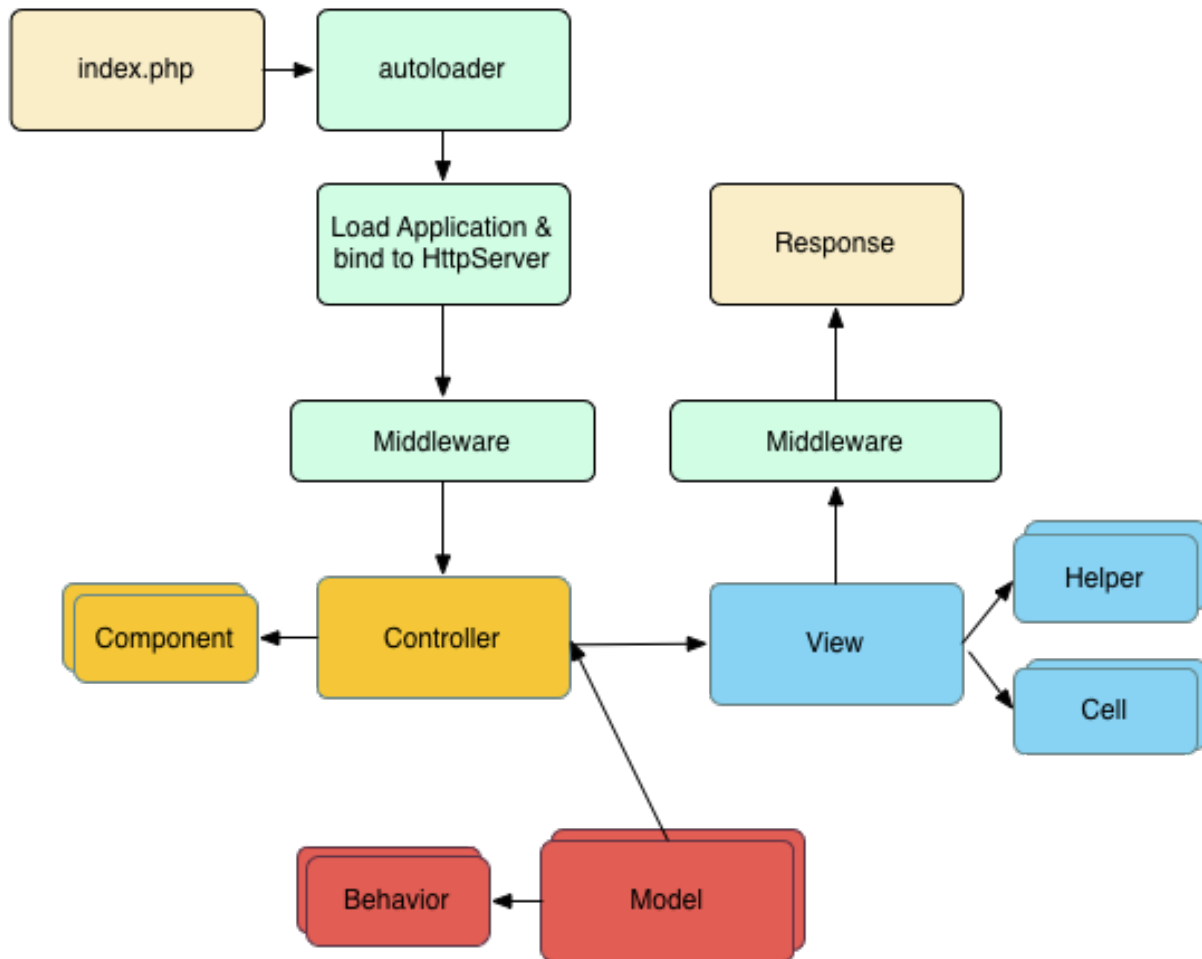 index.php
autoloader
Load Application &
bind to HttpServer
Response
Middleware
Middleware
Component
Controller
View
Helper
Cell
Behavior
Model